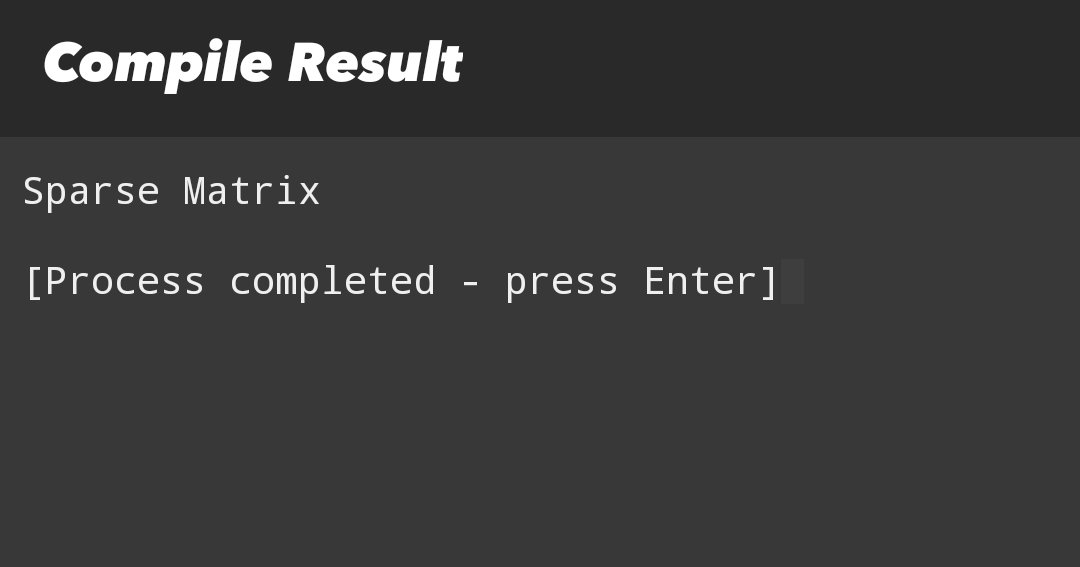 Compile Result
Sparse Matrix
[Process completed - press Enter]